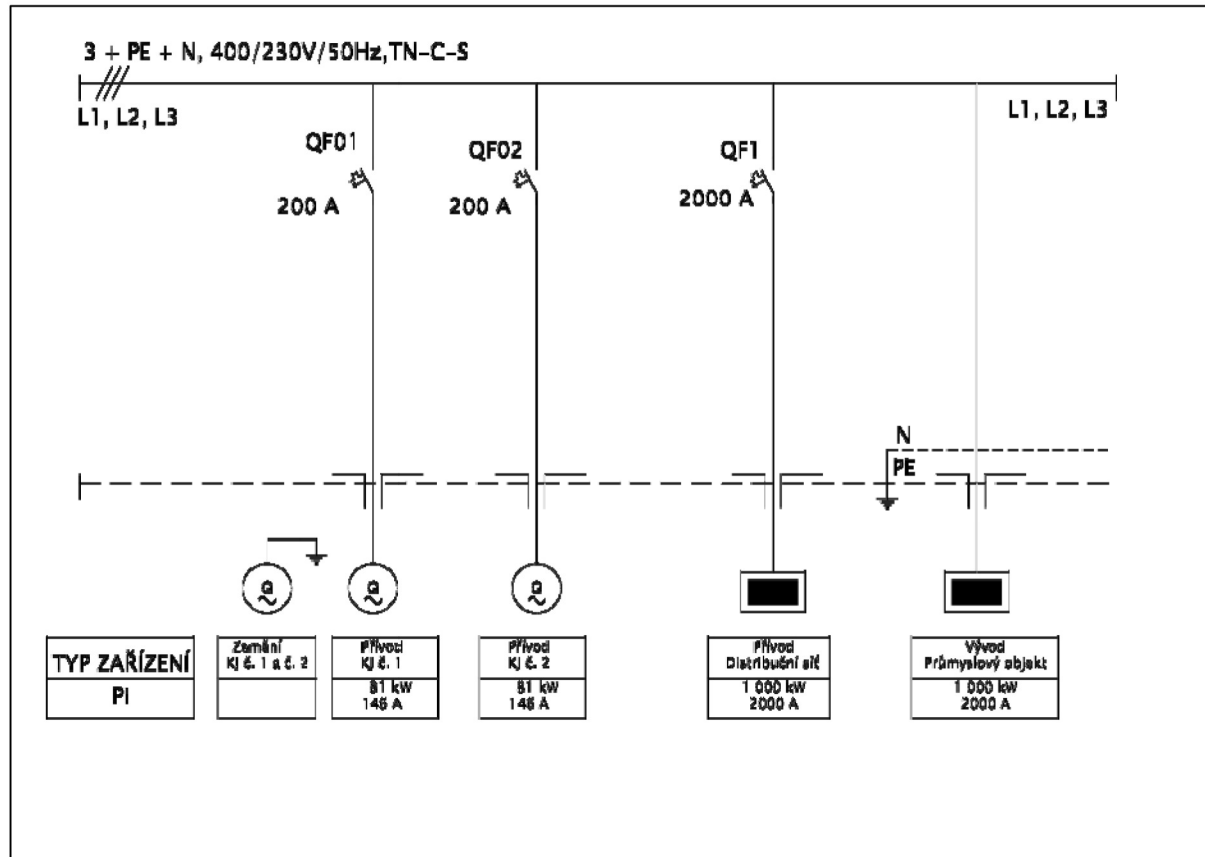 3 + PE + N, 400/230V/50Hz,TN-C-S
L1, L2, L3
L1, L2, L3
QF01
200 A
QF02
200 A
QF1
2000 A
N
PE
G
G
G
TYP ZAŘÍZENÍ
Pi
Zemění
KJ č. 1 a č. 2
Přívod
KJ č. 1
81 kW
146 A
Přívod
KJ č. 2
81 kW
146 A
Přívod
Distribuční síť
1 000 kW
2000 A
Vývod
Průmyslový objekt
1 000 kW
2000 A